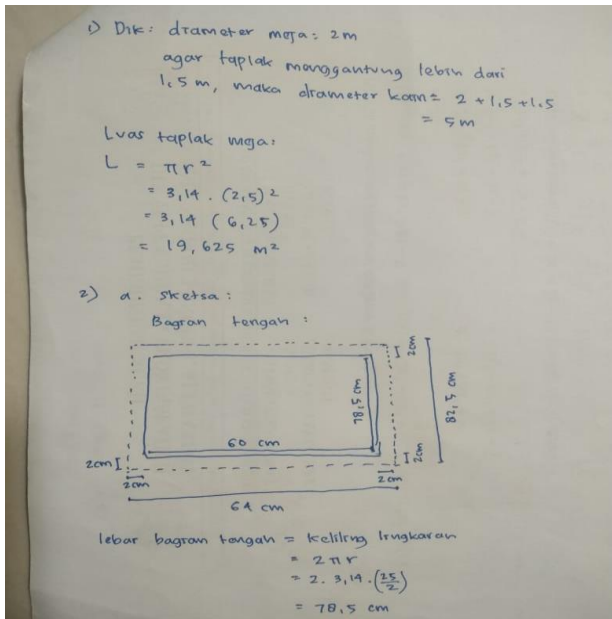 1) Dik: diameter meja: 2 m
agar taplak menggantung lebih dari
1,5 m, maka diameter kain = 2 + 1,5 + 1,5
= 5 m
Luas taplak meja:
L = πr²
= 3,14 . (2,5)²
= 3,14 (6,25)
= 19,625 m²
2) a. Sketsa :
Bagian tengah :
2cm
78,5 cm
82,5 cm
60 cm
2cm
2cm
2cm
2cm
64 cm
lebar bagian tengah = keliling lingkaran
= 2πr
= 2. 3,14. (25/2)
= 78,5 cm